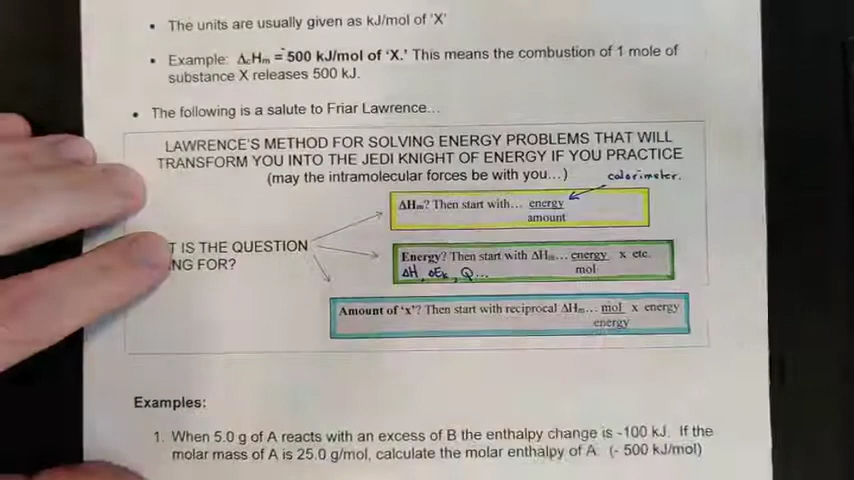 • The units are usually given as kJ/mol of 'X'
• Example: ΔcHm = -500 kJ/mol of 'X.' This means the combustion of 1 mole of
substance X releases 500 kJ.
• The following is a salute to Friar Lawrence...
LAWRENCE'S METHOD FOR SOLVING ENERGY PROBLEMS THAT WILL
TRANSFORM YOU INTO THE JEDI KNIGHT OF ENERGY IF YOU PRACTICE
(may the intramolecular forces be with you...)
calorimeter.
ΔHm? Then start with... energy
amount
T IS THE QUESTION
NG FOR?
Energy? Then start with ΔHm... energy x etc.
mol
ΔH, ΔEk, Q...
Amount of 'x'? Then start with reciprocal ΔHm... mol x energy
energy
Examples:
1. When 5.0 g of A reacts with an excess of B the enthalpy change is -100 kJ. If the
molar mass of A is 25.0 g/mol, calculate the molar enthalpy of A. (- 500 kJ/mol)